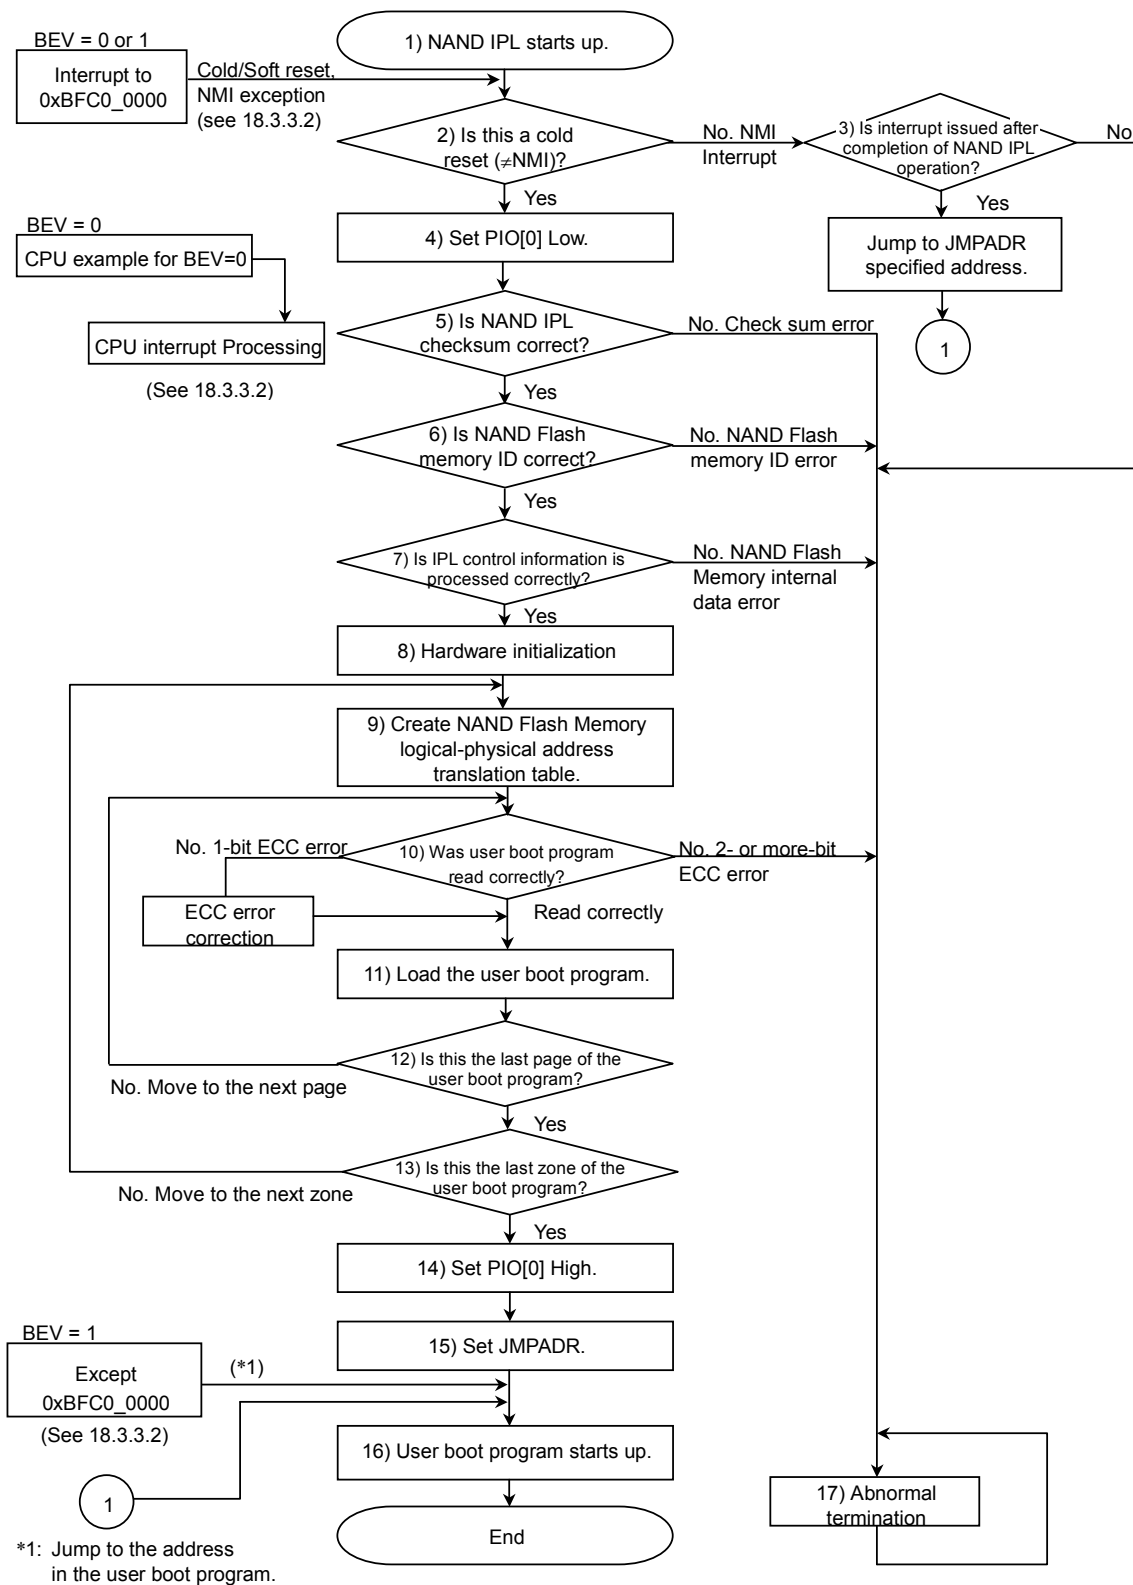 BEV = 0 or 1
Interrupt to
0xBFC0_0000
Cold/Soft reset,
NMI exception
(see 18.3.3.2)
1) NAND IPL starts up.
2) Is this a cold
reset (≠NMI)?
No. NMI
Interrupt
3) Is interrupt issued after
completion of NAND IPL
operation?
No
Yes
Yes
BEV = 0
CPU example for BEV=0
4) Set PIO[0] Low.
Jump to JMPADR
specified address.
CPU interrupt Processing
(See 18.3.3.2)
5) Is NAND IPL
checksum correct?
No. Check sum error
1
Yes
6) Is NAND Flash
memory ID correct?
No. NAND Flash
memory ID error
Yes
7) Is IPL control information is
processed correctly?
No. NAND Flash
Memory internal
data error
Yes
8) Hardware initialization
9) Create NAND Flash Memory
logical-physical address
translation table.
No. 1-bit ECC error
10) Was user boot program
read correctly?
No. 2- or more-bit
ECC error
ECC error
correction
Read correctly
11) Load the user boot program.
12) Is this the last page of the
user boot program?
No. Move to the next page
Yes
13) Is this the last zone of the
user boot program?
No. Move to the next zone
Yes
14) Set PIO[0] High.
15) Set JMPADR.
BEV = 1
Except
0xBFC0_0000
(*1)
(See 18.3.3.2)
16) User boot program starts up.
1
End
17) Abnormal
termination
*1: Jump to the address
in the user boot program.